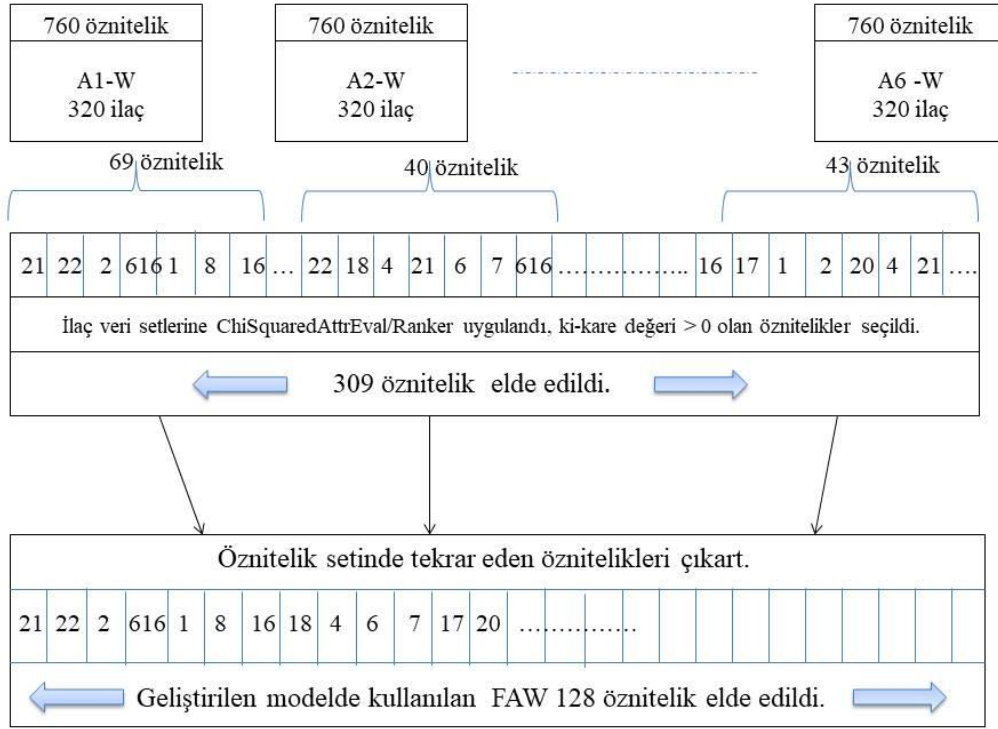 760 öznitelik
A1-W
320 ilaç
760 öznitelik
A2-W
320 ilaç
760 öznitelik
A6 -W
320 ilaç
69 öznitelik
40 öznitelik
43 öznitelik
21 22 2 616 1 8 16 ... 22 18 4 21 6 7 616 .................. 16 17 1 2 20 4 21 ....
İlaç veri setlerine ChiSquaredAttrEval/Ranker uygulandı, ki-kare değeri > 0 olan öznitelikler seçildi.
309 öznitelik elde edildi.
Öznitelik setinde tekrar eden öznitelikleri çıkart.
21 22 2 616 1 8 16 18 4 6 7 17 20 ...............
Geliştirilen modelde kullanılan FAW 128 öznitelik elde edildi.